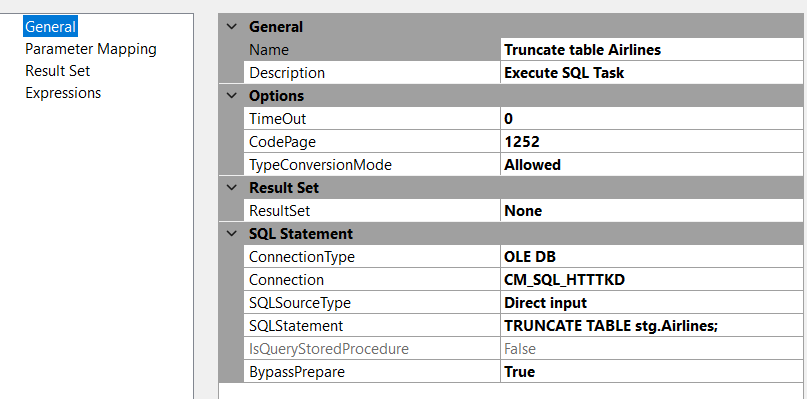 General
Parameter Mapping
Result Set
Expressions
General
Name Truncate table Airlines
Description Execute SQL Task
Options
TimeOut 0
CodePage 1252
TypeConversionMode Allowed
Result Set
ResultSet None
SQL Statement
ConnectionType OLE DB
Connection CM_SQL_HTTTKD
SQLSourceType Direct input
SQLStatement TRUNCATE TABLE stg.Airlines;
IsQueryStoredProcedure False
BypassPrepare True